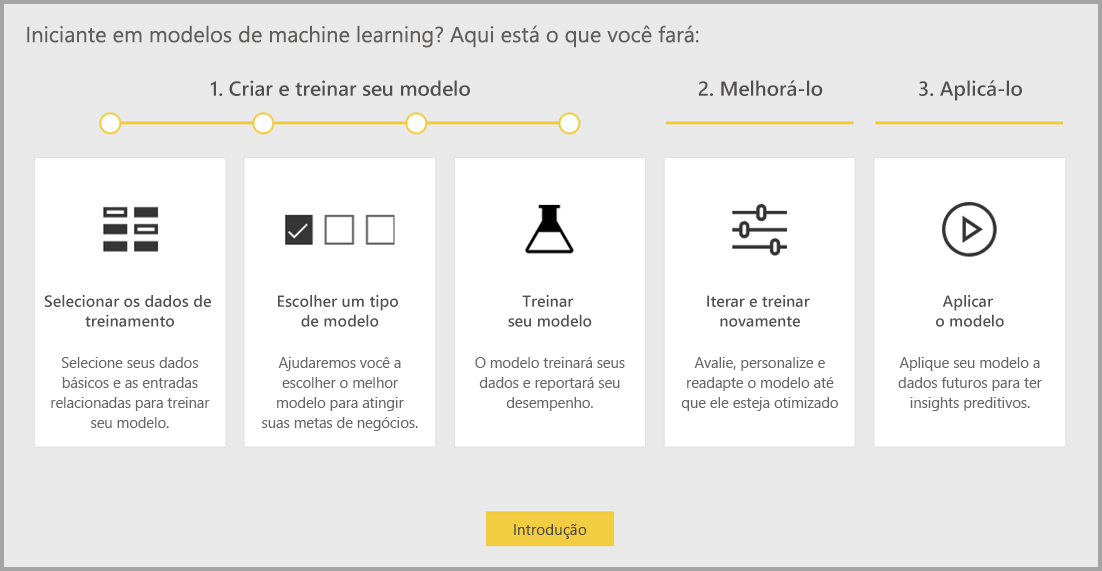 Iniciante em modelos de machine learning? Aqui está o que você fará:
1. Criar e treinar seu modelo
2. Melhorá-lo
3. Aplicá-lo
Selecionar os dados de
treinamento
Selecione seus dados
básicos e as entradas
relacionadas para treinar
seu modelo.
Escolher um tipo
de modelo
Ajudaremos você a
escolher o melhor
modelo para atingir
suas metas de negócios.
Treinar
seu modelo
O modelo treinará seus
dados e reportará seu
desempenho.
Iterar e treinar
novamente
Avalie, personalize e
readapte o modelo até
que ele esteja otimizado
Aplicar
o modelo
Aplique seu modelo a
dados futuros para ter
insights preditivos.
Introdução